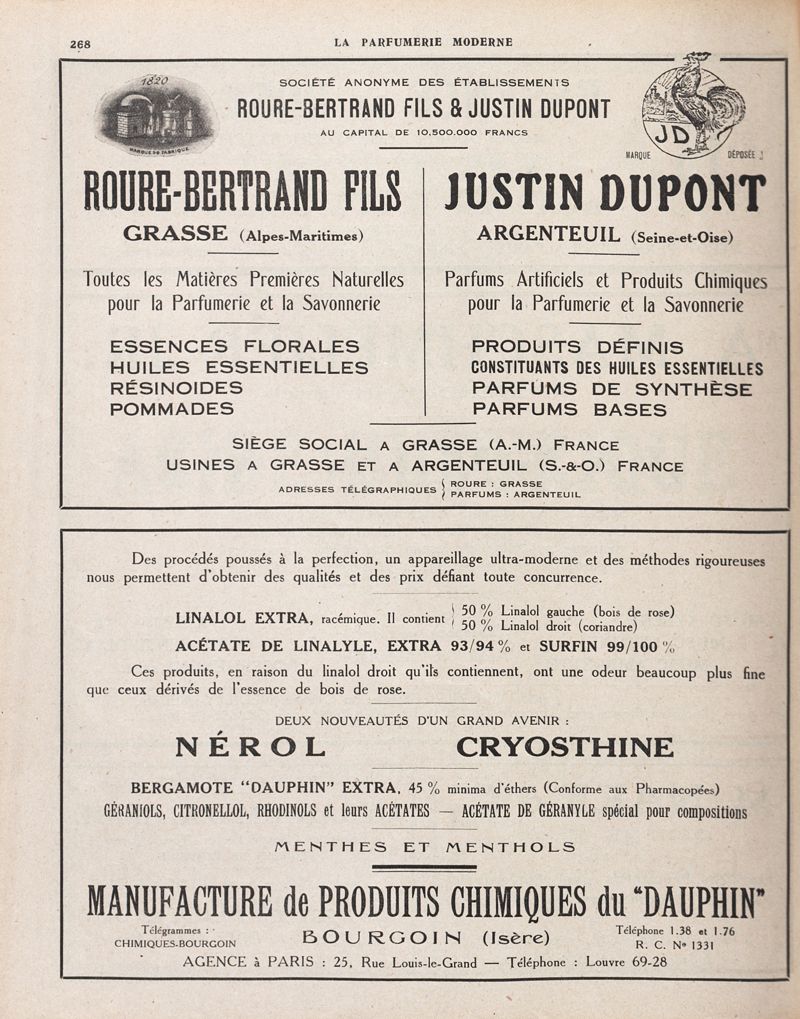 268
LA PARFUMERIE MODERNE
1820
MARQUE DE FABRIQUE
SOCIÉTÉ ANONYME DES ÉTABLISSEMENTS
ROURE-BERTRAND FILS & JUSTIN DUPONT
AU CAPITAL DE 10.500.000 FRANCS
JD
MARQUE DÉPOSÉE
ROURE-BERTRAND FILS
GRASSE (Alpes-Maritimes)
Toutes les Matières Premières Naturelles
pour la Parfumerie et la Savonnerie
ESSENCES FLORALES
HUILES ESSENTIELLES
RÉSINOIDES
POMMADES
JUSTIN DUPONT
ARGENTEUIL (Seine-et-Oise)
Parfums Artificiels et Produits Chimiques
pour la Parfumerie et la Savonnerie
PRODUITS DÉFINIS
CONSTITUANTS DES HUILES ESSENTIELLES
PARFUMS DE SYNTHÈSE
PARFUMS BASES
SIÈGE SOCIAL A GRASSE (A.-M.) FRANCE
USINES A GRASSE ET A ARGENTEUIL (S.-&-O.) FRANCE
ADRESSES TÉLÉGRAPHIQUES
ROURE : GRASSE
PARFUMS : ARGENTEUIL
Des procédés poussés à la perfection, un appareillage ultra-moderne et des méthodes rigoureuses
nous permettent d'obtenir des qualités et des prix défiant toute concurrence.
LINALOL EXTRA, racémique. Il contient
50 % Linalol gauche (bois de rose)
50 % Linalol droit (coriandre)
ACÉTATE DE LINALYLE, EXTRA 93/94 % et SURFIN 99/100 %
Ces produits, en raison du linalol droit qu'ils contiennent, ont une odeur beaucoup plus fine
que ceux dérivés de l'essence de bois de rose.
DEUX NOUVEAUTÉS D'UN GRAND AVENIR :
NÉROL CRYOSTHINE
BERGAMOTE "DAUPHIN" EXTRA, 45 % minima d'éthers (Conforme aux Pharmacopées)
GÉRANIOLS, CITRONELLOL, RHODINOLS et leurs ACÉTATES — ACÉTATE DE GÉRANYLE spécial pour compositions
MENTHES ET MENTHOLS
MANUFACTURE de PRODUITS CHIMIQUES du "DAUPHIN"
Télégrammes :
CHIMIQUES-BOURGOIN
BOURGOIN (Isère)
Téléphone 1.38 et 1.76
R. C. Nº 1331
AGENCE à PARIS : 25, Rue Louis-le-Grand — Téléphone : Louvre 69-28